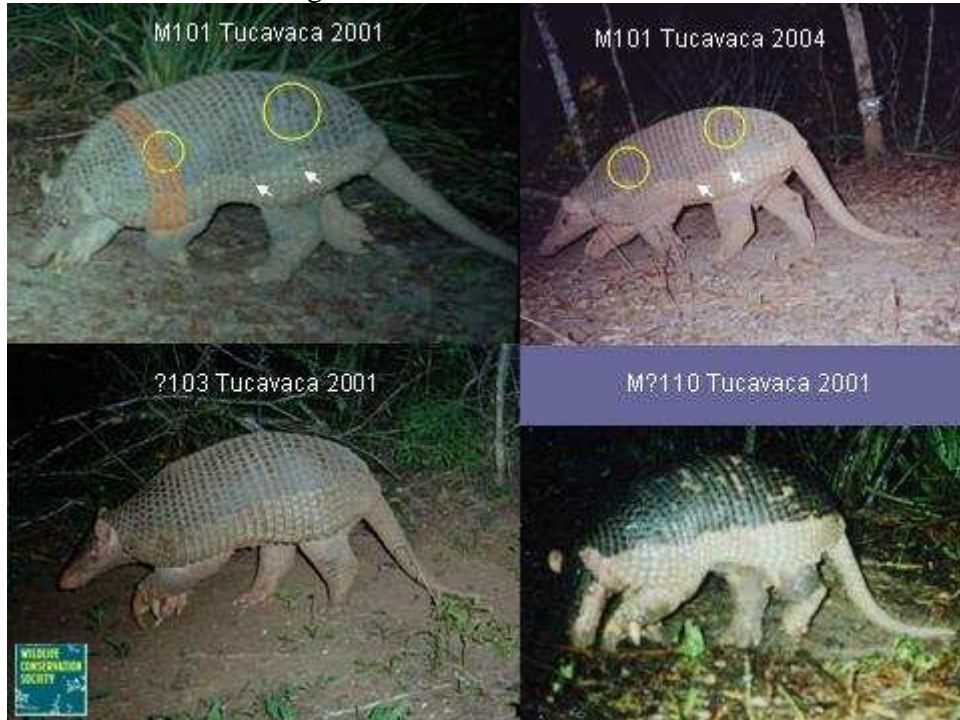 M101 Tucavaca 2001
M101 Tucavaca 2004
?103 Tucavaca 2001
M?110 Tucavaca 2001
WILDLIFE
CONSERVATION
SOCIETY